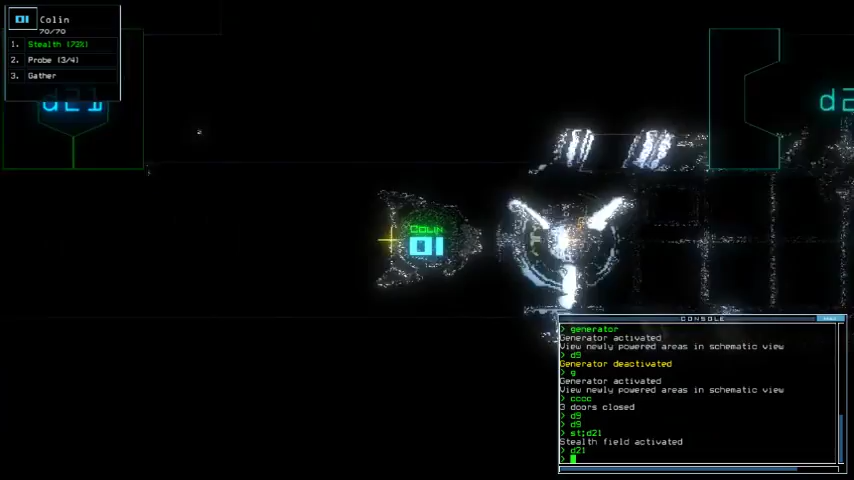 01 Colin
70/70
1. Stealth (73%)
2. Probe (3/4)
3. Gather
d21
d2
COLIN
01
CONSOLE
> generator
Generator activated
View newly powered areas in schematic view
> d9
Generator deactivated
> g
Generator activated
View newly powered areas in schematic view
> cccc
3 doors closed
> d9
> d9
> st;d21
Stealth field activated
> d21
>